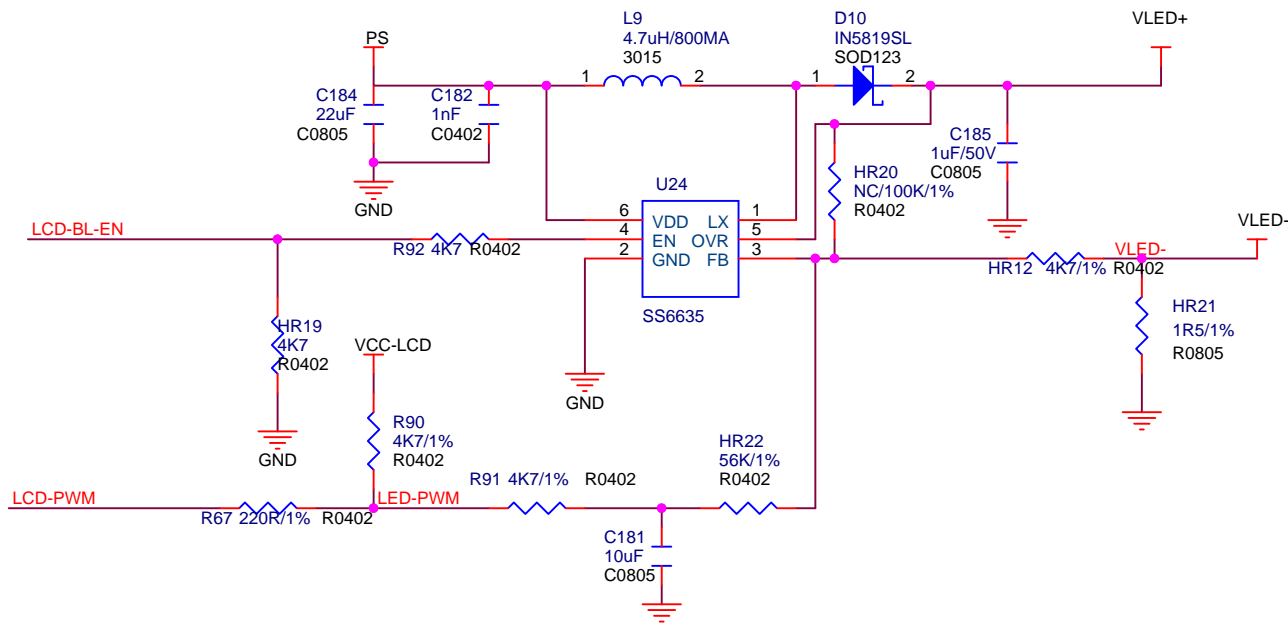 L9
4.7uH/800MA
3015
D10
IN5819SL
SOD123
VLED+
PS
1
2
1
2
C184
22uF
C0805
C182
1nF
C0402
C185
1uF/50V
C0805
GND
HR20
NC/100K/1%
R0402
U24
LCD-BL-EN
6
VDD
LX
1
4
EN
OVR
5
2
GND
FB
3
R92 4K7 R0402
SS6635
VLED-
VLED-
HR12 4K7/1% R0402
HR21
1R5/1%
R0805
HR19
4K7
R0402
VCC-LCD
GND
GND
R90
4K7/1%
R0402
HR22
56K/1%
R0402
R91 4K7/1% R0402
LCD-PWM
LED-PWM
R67 220R/1% R0402
C181
10uF
C0805